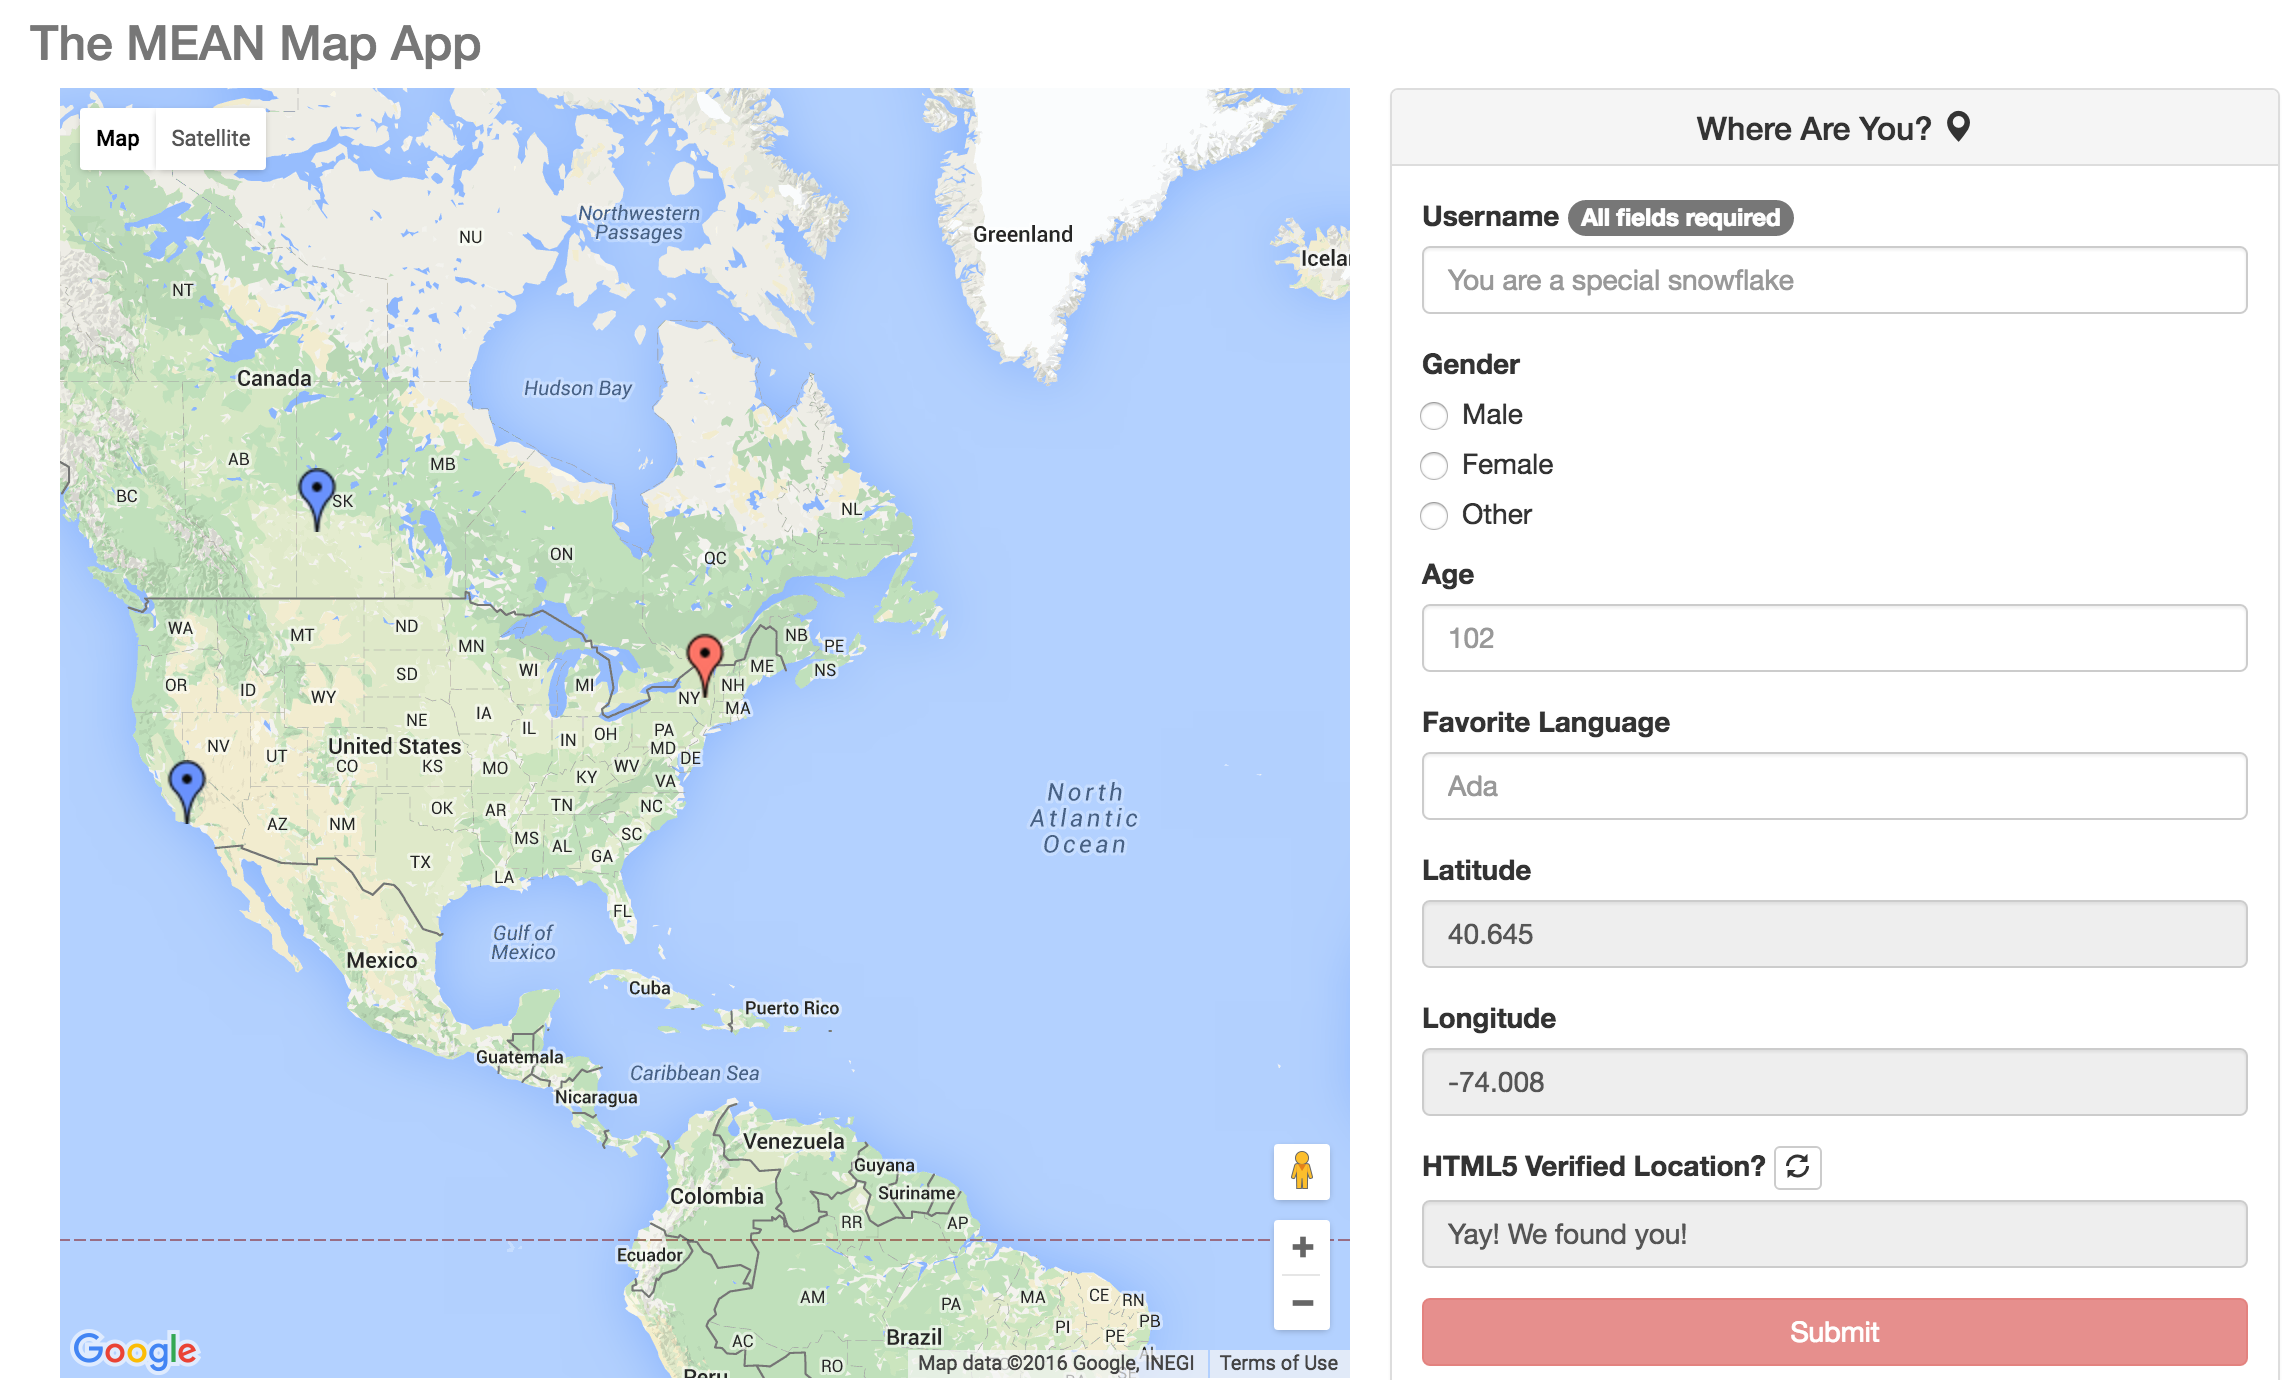 The MEAN Map App
Map
Satellite
Northwestern
Passages
NU
Greenland
Icelan
NT
Canada
Hudson Bay
AB
MB
BC
SK
NL
ON
QC
WA
MT
ND
MN
NB
PE
OR
ID
WY
SD
WI
MI
ME
NS
NH
NY
MA
NE
IA
NV
UT
United States
CO
KS
IL
IN
OH
PA
MD
DE
MO
KY
WV
VA
AZ
NM
OK
AR
TN
NC
MS
AL
SC
GA
TX
LA
FL
North
Atlantic
Ocean
Gulf of
Mexico
Mexico
Cuba
Puerto Rico
Guatemala
Caribbean Sea
Nicaragua
Venezuela
Guyana
Colombia
Suriname
RR
AP
Ecuador
AM
PA
MA
CE
RN
PB
PI
PE
AC
Brazil
RO
Peru
Google
Map data ©2016 Google, INEGI
Terms of Use
Where Are You?
Username All fields required
You are a special snowflake
Gender
Male
Female
Other
Age
102
Favorite Language
Ada
Latitude
40.645
Longitude
-74.008
HTML5 Verified Location?
Yay! We found you!
Submit